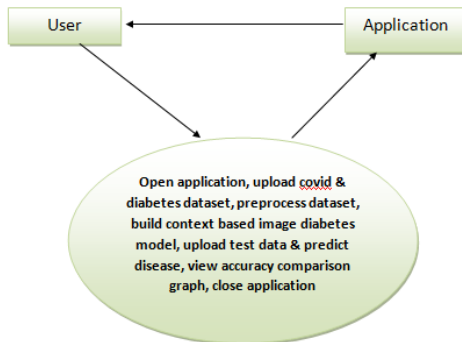 User
Application
Open application, upload covid &
diabetes dataset, preprocess dataset,
build context based image diabetes
model, upload test data & predict
disease, view accuracy comparison
graph, close application